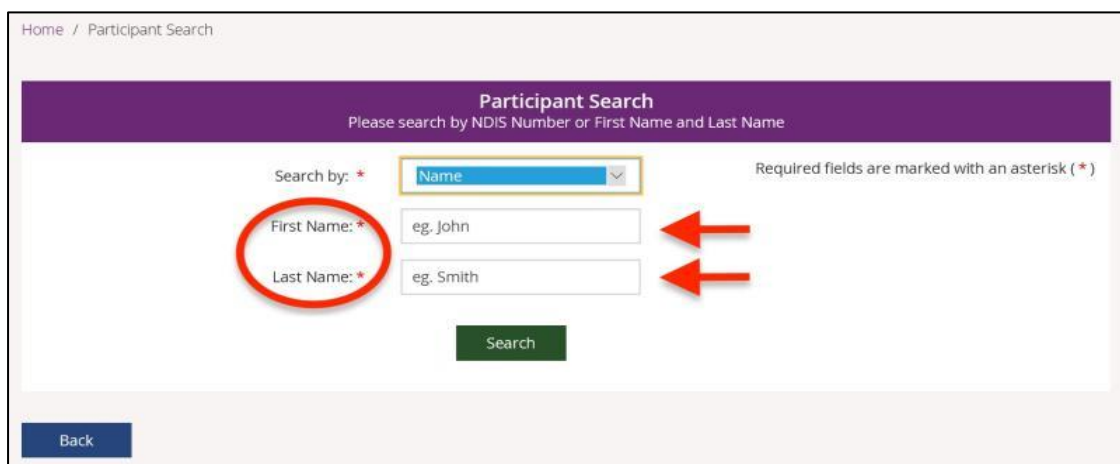 Home / Participant Search
Participant Search
Please search by NDIS Number or First Name and Last Name
Search by: * Name
Required fields are marked with an asterisk (*)
First Name: * eg. John
Last Name: * eg. Smith
Search
Back